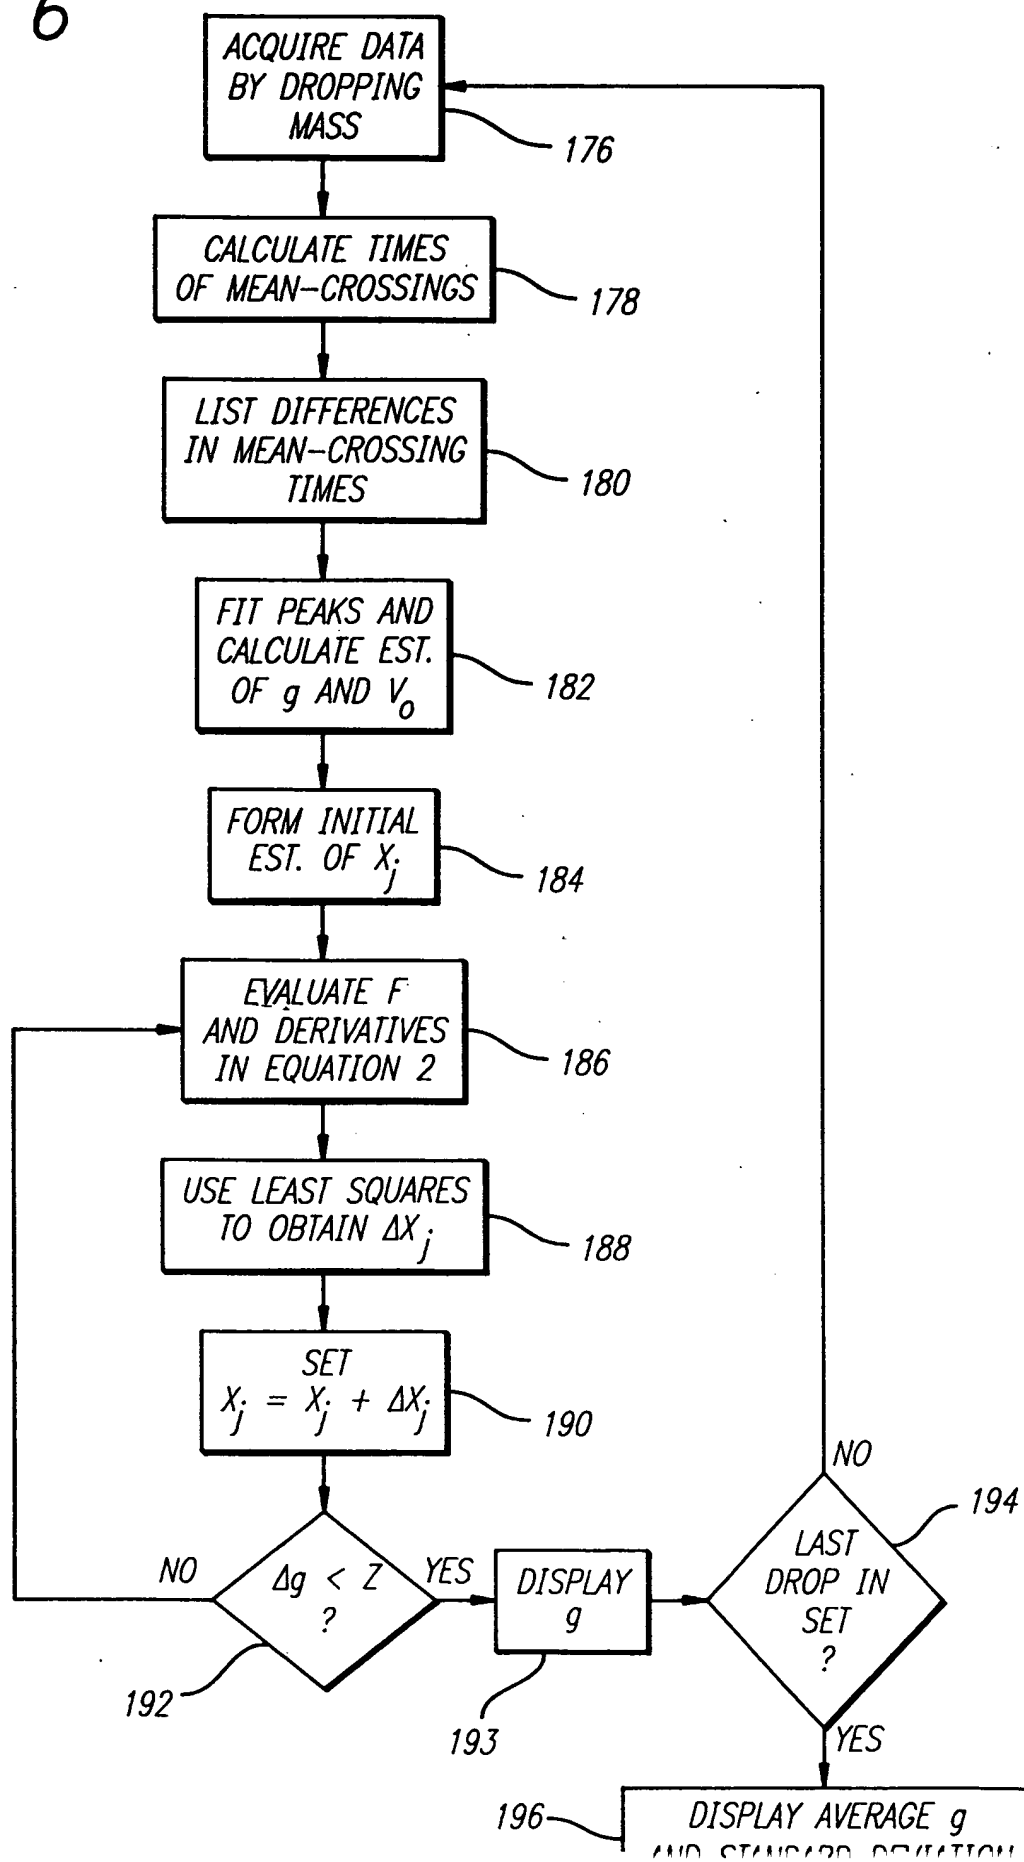 6
ACQUIRE DATA
BY DROPPING
MASS
176
CALCULATE TIMES
OF MEAN-CROSSINGS
178
LIST DIFFERENCES
IN MEAN-CROSSING
TIMES
180
FIT PEAKS AND
CALCULATE EST.
OF g AND V₀
182
FORM INITIAL
EST. OF Xⱼ
184
EVALUATE F
AND DERIVATIVES
IN EQUATION 2
186
USE LEAST SQUARES
TO OBTAIN ΔXⱼ
188
SET
Xⱼ = Xⱼ + ΔXⱼ
190
NO
Δg < Z
?
YES
192
DISPLAY
g
193
NO
194
LAST
DROP IN
SET
?
YES
196
DISPLAY AVERAGE g
AND STANDARD DEVIATION